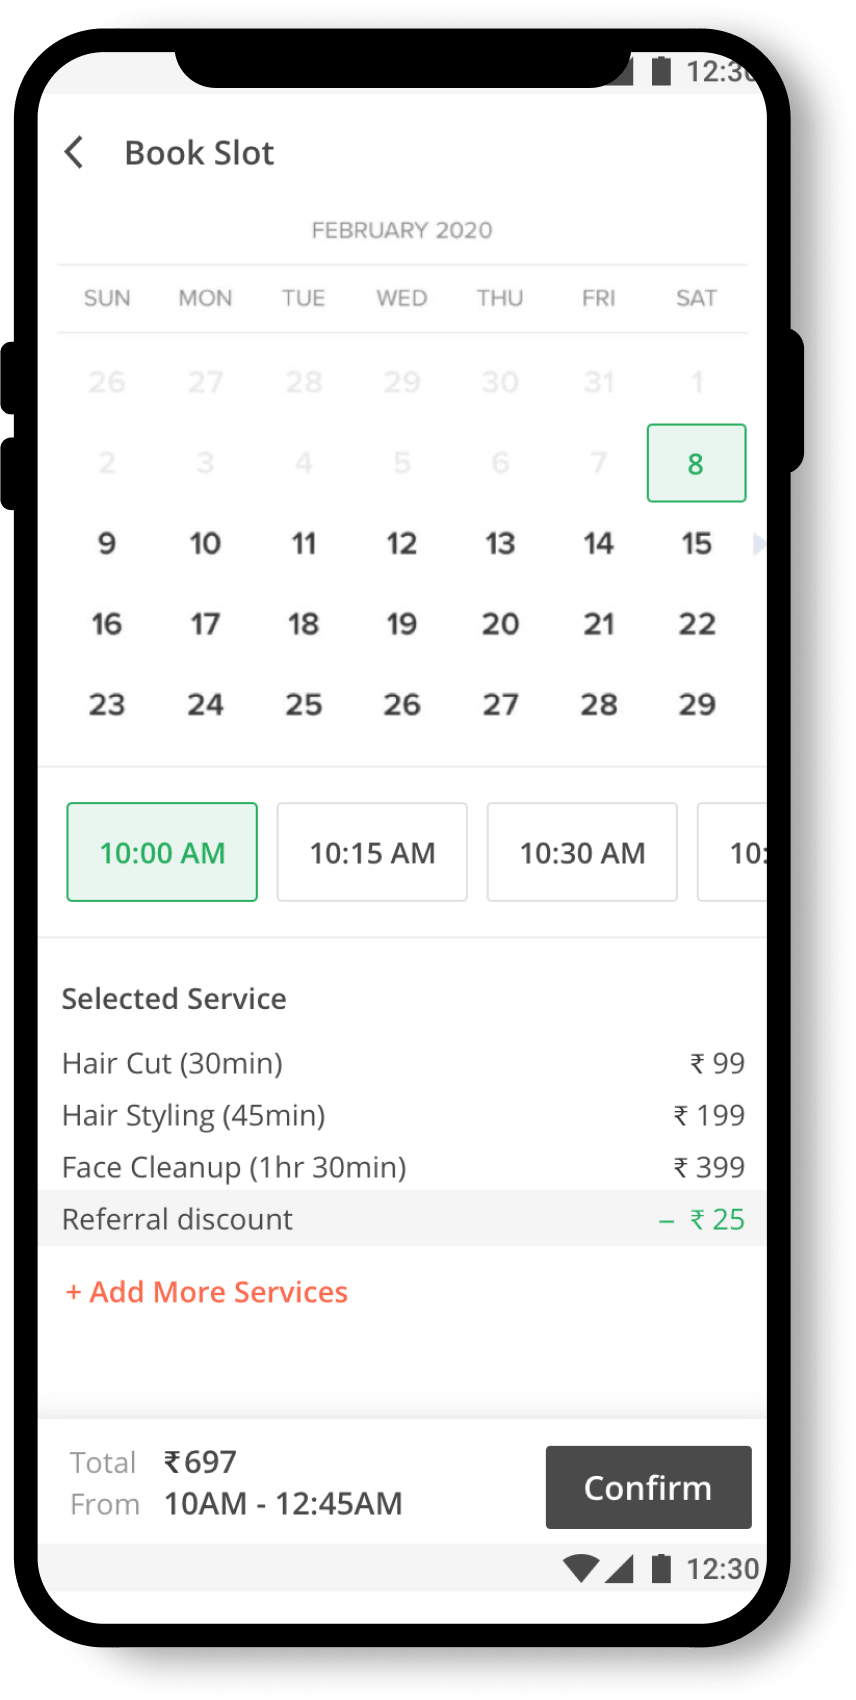 12:30
Book Slot
FEBRUARY 2020
SUN MON TUE WED THU FRI SAT
26 27 28 29 30 31 1
2 3 4 5 6 7 8
9 10 11 12 13 14 15
16 17 18 19 20 21 22
23 24 25 26 27 28 29
10:00 AM 10:15 AM 10:30 AM 10:
Selected Service
Hair Cut (30min) ₹ 99
Hair Styling (45min) ₹ 199
Face Cleanup (1hr 30min) ₹ 399
Referral discount – ₹ 25
+ Add More Services
Total ₹697
From 10AM - 12:45AM
Confirm
12:30